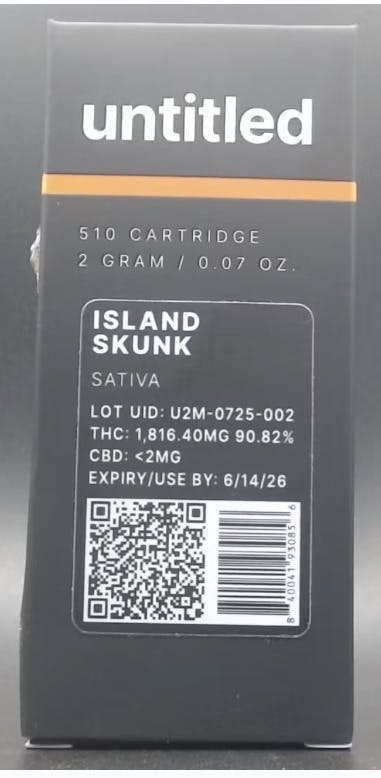 untitled
510 CARTRIDGE
2 GRAM / 0.07 OZ.
ISLAND
SKUNK
SATIVA
LOT UID: U2M-0725-002
THC: 1,816.40MG 90.82%
CBD: <2MG
EXPIRY/USE BY: 6/14/26
8 40041 93085 6